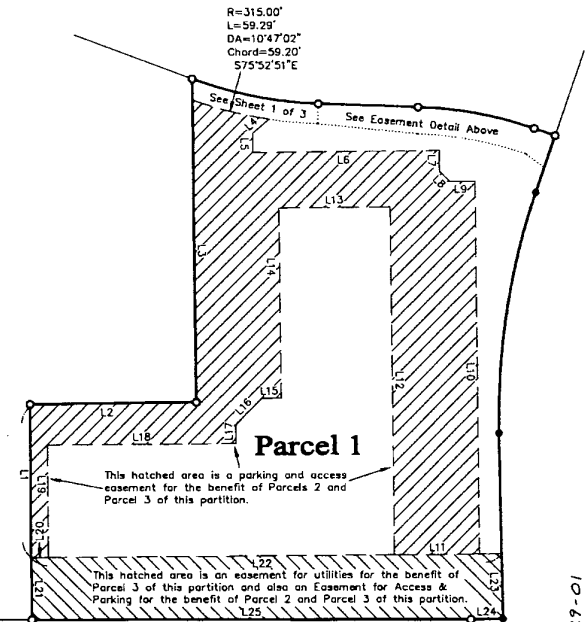 R=315.00'
L=59.29'
DA=10°47'02"
Chord=59.20'
S75°52'51"E
See Sheet 1 of 3
See Easement Detail Above
L5
L6
L7
L8
L9
L13
L3
L14
L15
L16
L17
L12
L10
L2
L18
Parcel 1
L1
L19
This hatched area is a parking and access
easement for the benefit of Parcels 2 and
Parcel 3 of this partition.
L20
L11
L22
L21
This hatched area is an easement for utilities for the benefit of
Parcel 3 of this partition and also an Easement for Access &
Parking for the benefit of Parcel 2 and Parcel 3 of this partition.
L23
L25
L24